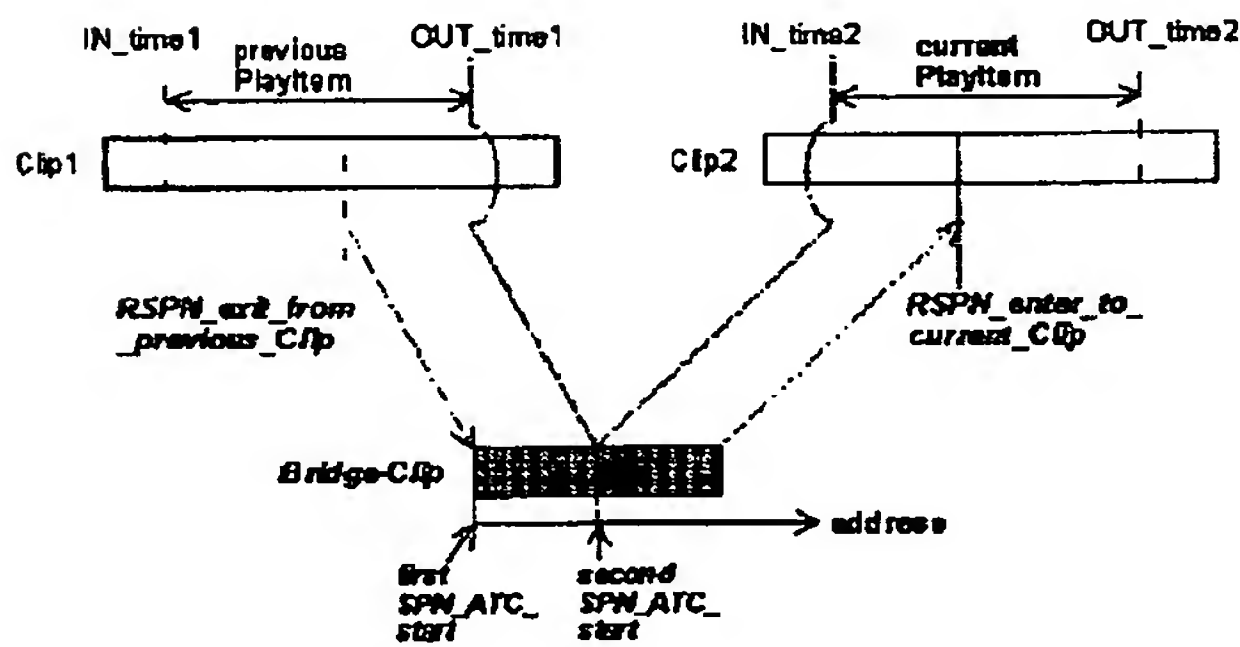 IN_time1
previous
PlayItem
OUT_time1
IN_time2
current
PlayItem
OUT_time2
Clip1
Clip2
RSPN_exit_from
_previous_Clip
RSPN_enter_to_
current_Clip
Bridge-Clip
address
first
SPN_ATC_
start
second
SPN_ATC_
start